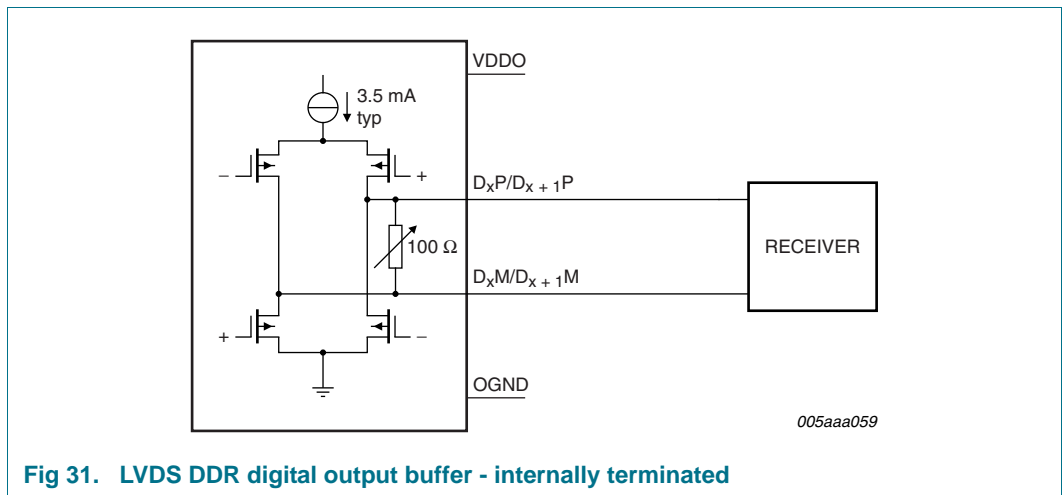 VDDO
3.5 mA
typ
− +
DxP/Dx + 1P
100 Ω
RECEIVER
DxM/Dx + 1M
+ −
OGND
005aaa059
Fig 31. LVDS DDR digital output buffer - internally terminated